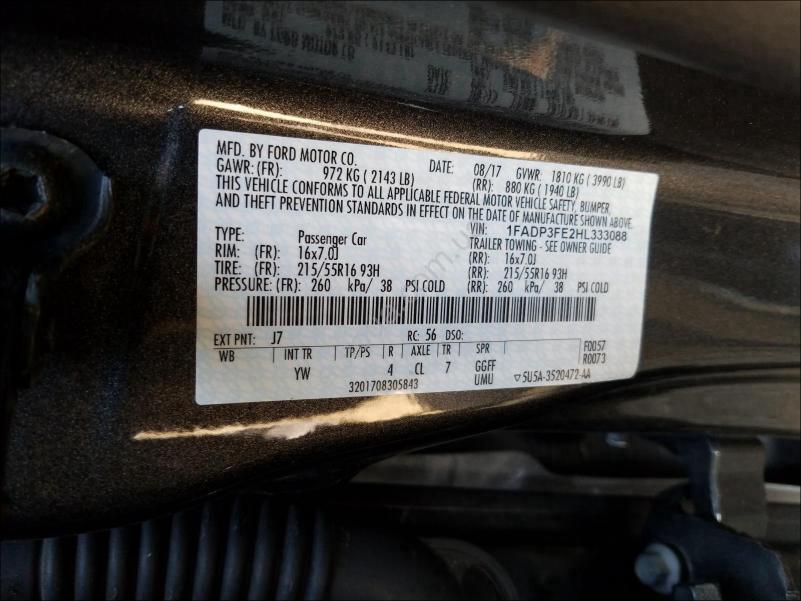 MFD. BY FORD MOTOR CO. DATE: 08/17 GVWR: 1810 KG ( 3990 LB)
GAWR: (FR): 972 KG ( 2143 LB) (RR): 880 KG ( 1940 LB)
THIS VEHICLE CONFORMS TO ALL APPLICABLE FEDERAL MOTOR VEHICLE SAFETY, BUMPER,
AND THEFT PREVENTION STANDARDS IN EFFECT ON THE DATE OF MANUFACTURE SHOWN ABOVE.
VIN: 1FADP3FE2HL333088
TYPE: Passenger Car TRAILER TOWING - SEE OWNER GUIDE
RIM: (FR): 16x7.0J (RR): 16x7.0J
TIRE: (FR): 215/55R16 93H (RR): 215/55R16 93H
PRESSURE: (FR): 260 kPa/ 38 PSI COLD (RR): 260 kPa/ 38 PSI COLD
EXT PNT: J7 RC: 56 DSO: F0057
WB INT TR TP/PS R AXLE TR SPR R0073
YW 4 CL 7 GGFF
UMU ▽5U5A-3520472-AA
3201708305843